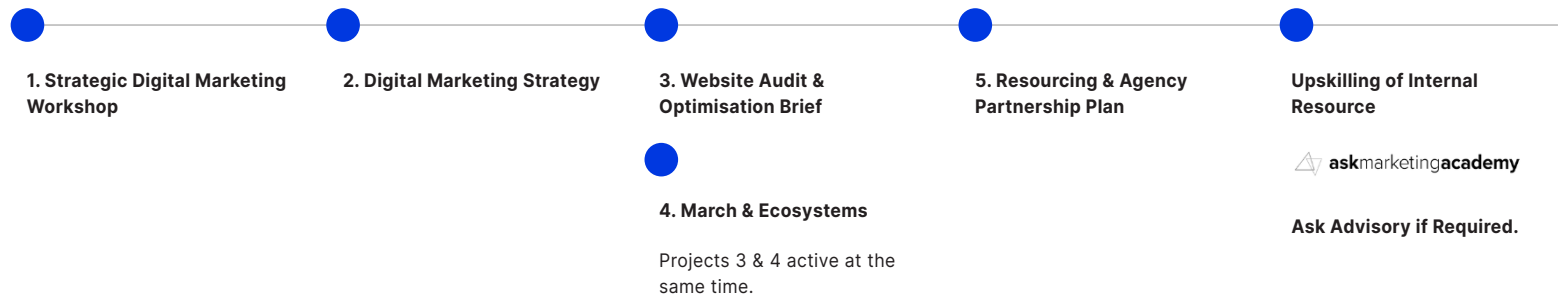 1. Strategic Digital Marketing
Workshop
2. Digital Marketing Strategy
3. Website Audit &
Optimisation Brief
4. March & Ecosystems
Projects 3 & 4 active at the
same time.
5. Resourcing & Agency
Partnership Plan
Upskilling of Internal
Resource
askmarketingacademy
Ask Advisory if Required.